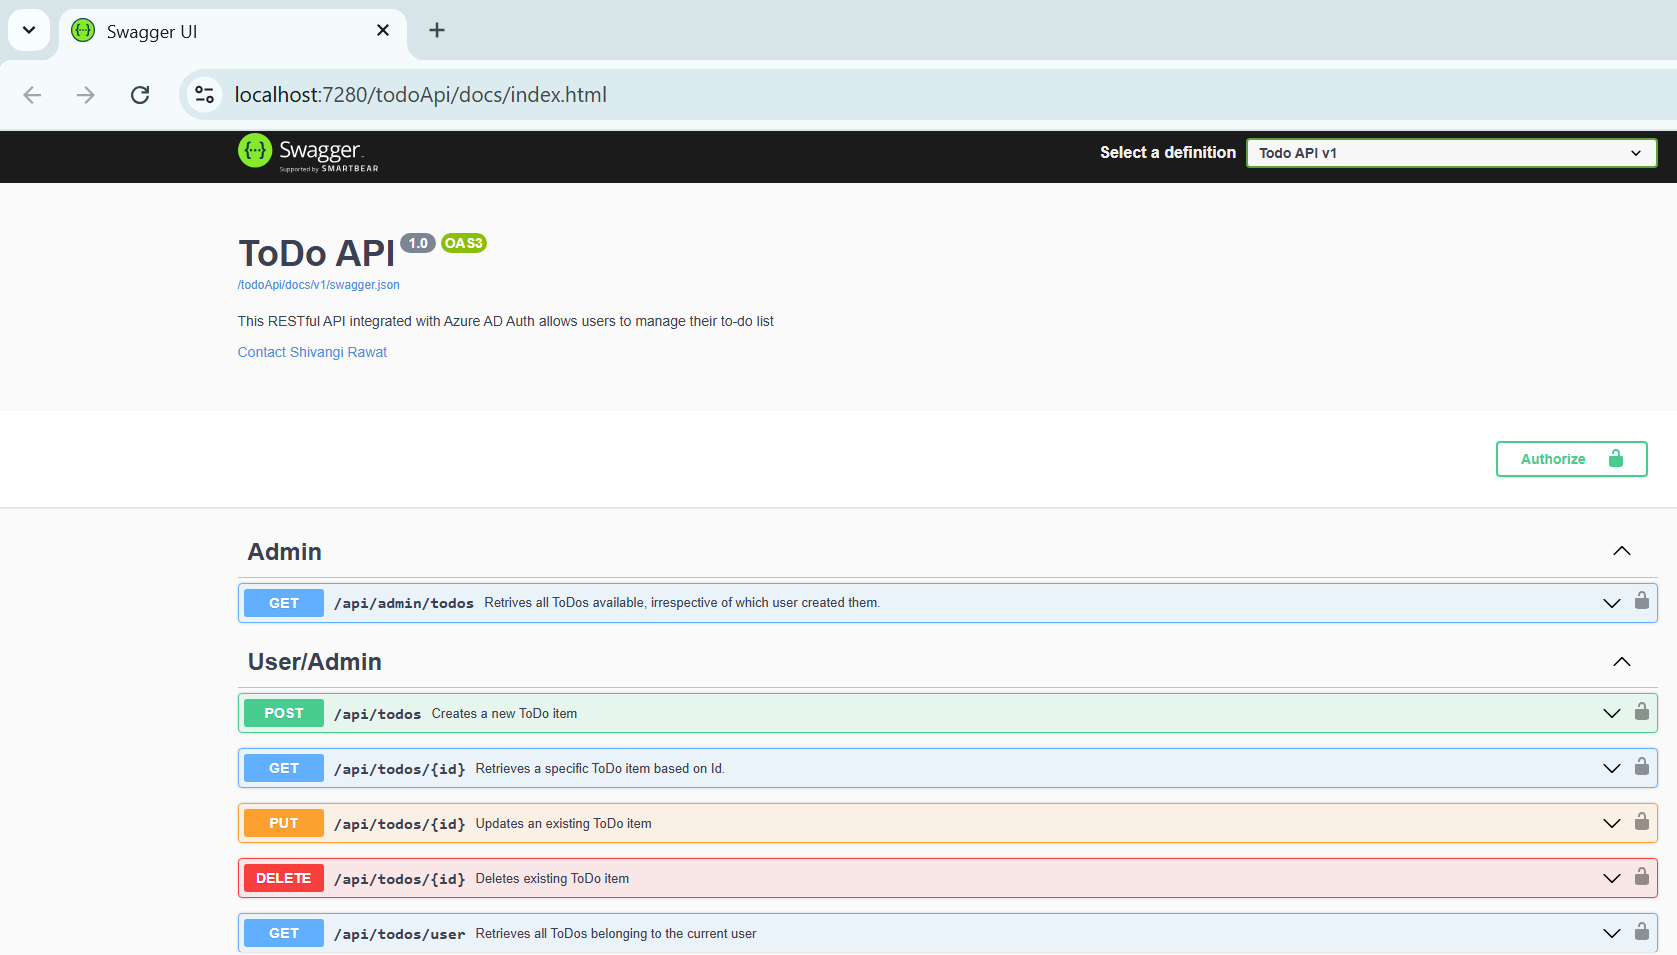 Swagger UI
localhost:7280/todoApi/docs/index.html
{···} Swagger
Supported by SMARTBEAR
Select a definition
Todo API v1
ToDo API 1.0 OAS3
/todoApi/docs/v1/swagger.json
This RESTful API integrated with Azure AD Auth allows users to manage their to-do list
Contact Shivangi Rawat
Authorize
Admin
GET /api/admin/todos Retrives all ToDos available, irrespective of which user created them.
User/Admin
POST /api/todos Creates a new ToDo item
GET /api/todos/{id} Retrieves a specific ToDo item based on Id.
PUT /api/todos/{id} Updates an existing ToDo item
DELETE /api/todos/{id} Deletes existing ToDo item
GET /api/todos/user Retrieves all ToDos belonging to the current user